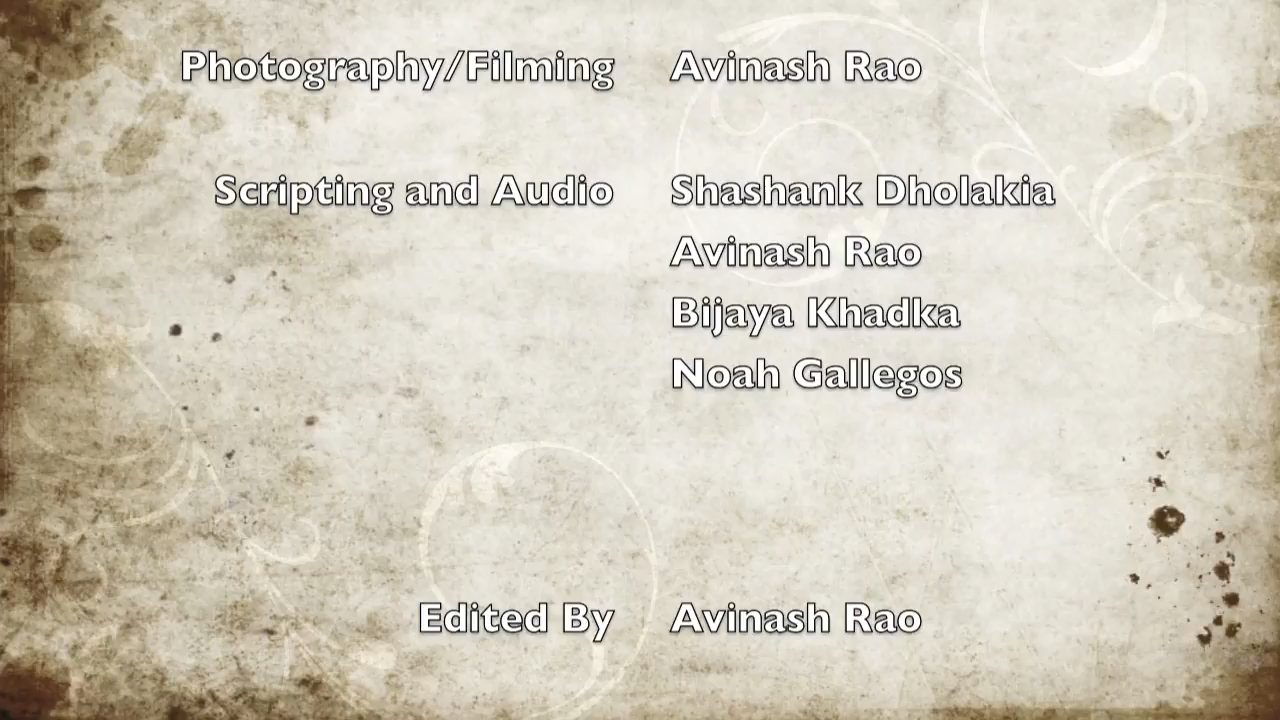 Photography/Filming Avinash Rao
Scripting and Audio Shashank Dholakia
Avinash Rao
Bijaya Khadka
Noah Gallegos
Edited By Avinash Rao